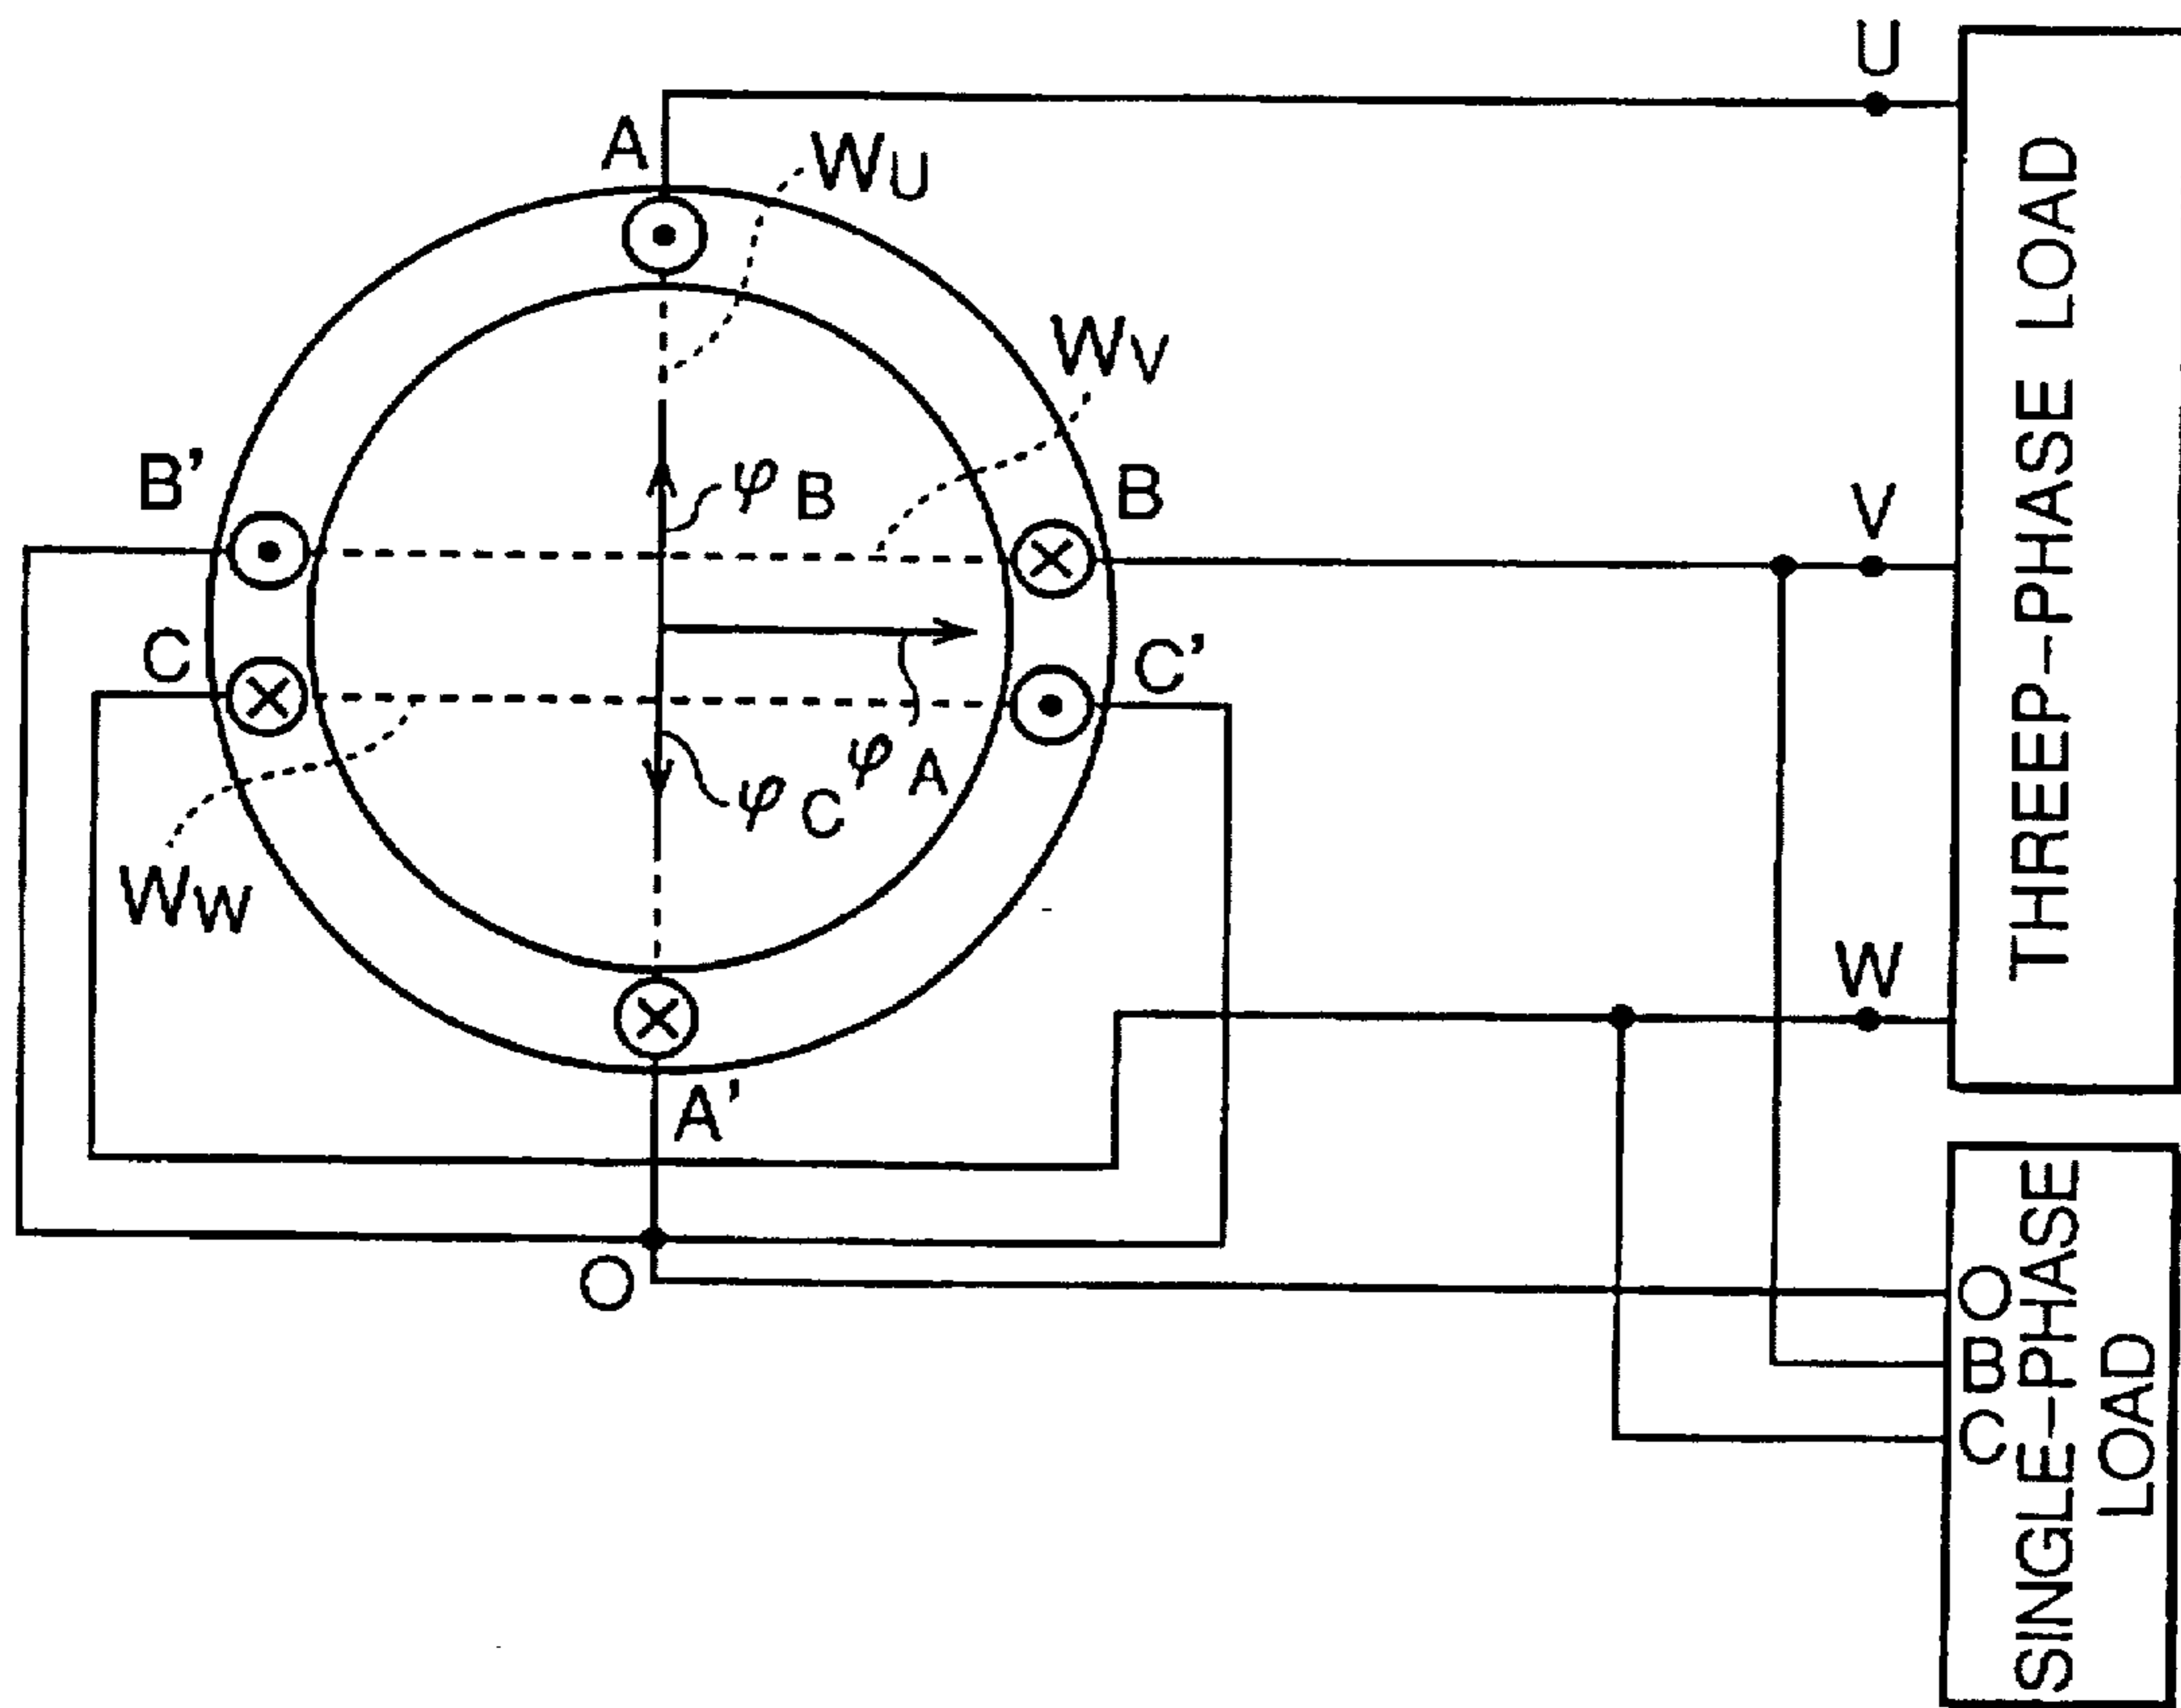 U
A
WU
WV
B'
φB
B
V
C
C'
φA
φC
WW
W
A'
O
THREEP-PHASE LOAD
O
B
C
SINGLE-PHASE
LOAD